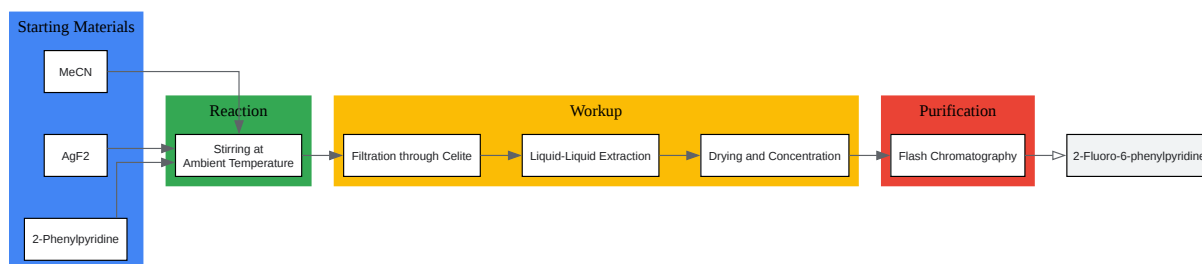 Starting Materials
MeCN
AgF2
2-Phenylpyridine
Reaction
Stirring at
Ambient Temperature
Workup
Filtration through Celite
Liquid-Liquid Extraction
Drying and Concentration
Purification
Flash Chromatography
2-Fluoro-6-phenylpyridine